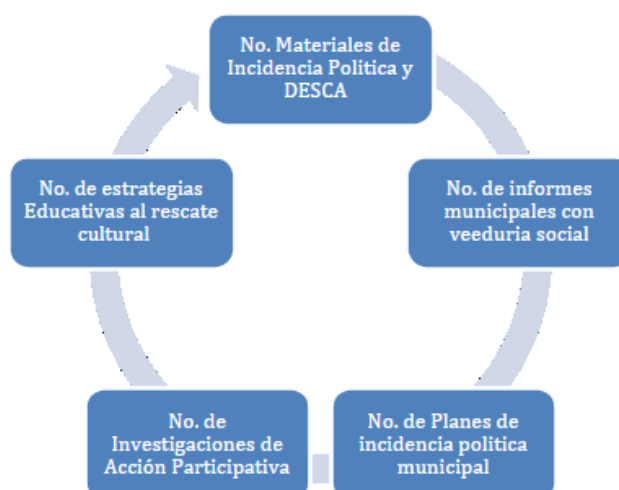 No. Materiales de
Incidencia Politica y
DESCA
No. de informes
municipales con
veeduria social
No. de Planes de
incidencia politica
municipal
No. de
Investigaciones de
Acción Participativa
No. de estrategias
Educativas al rescate
cultural